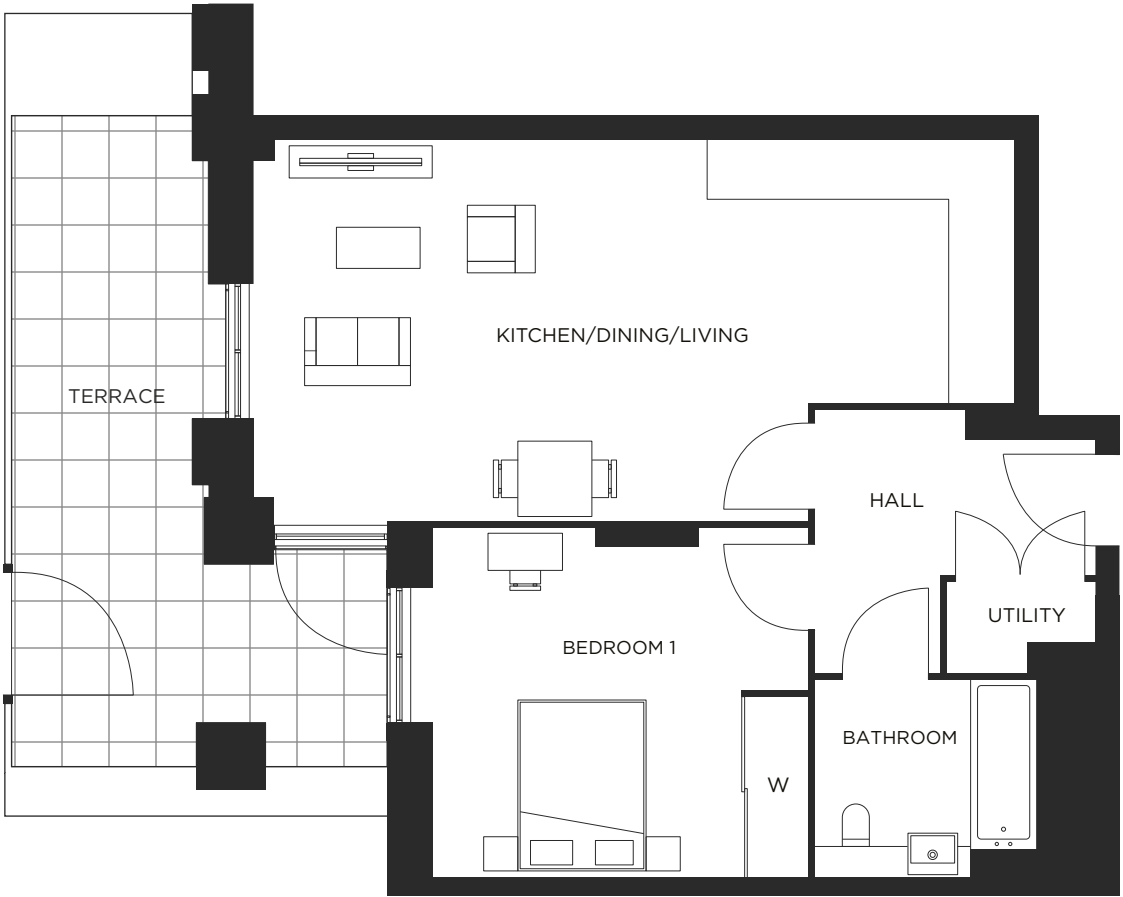 KITCHEN/DINING/LIVING
TERRACE
HALL
UTILITY
BEDROOM 1
BATHROOM
W